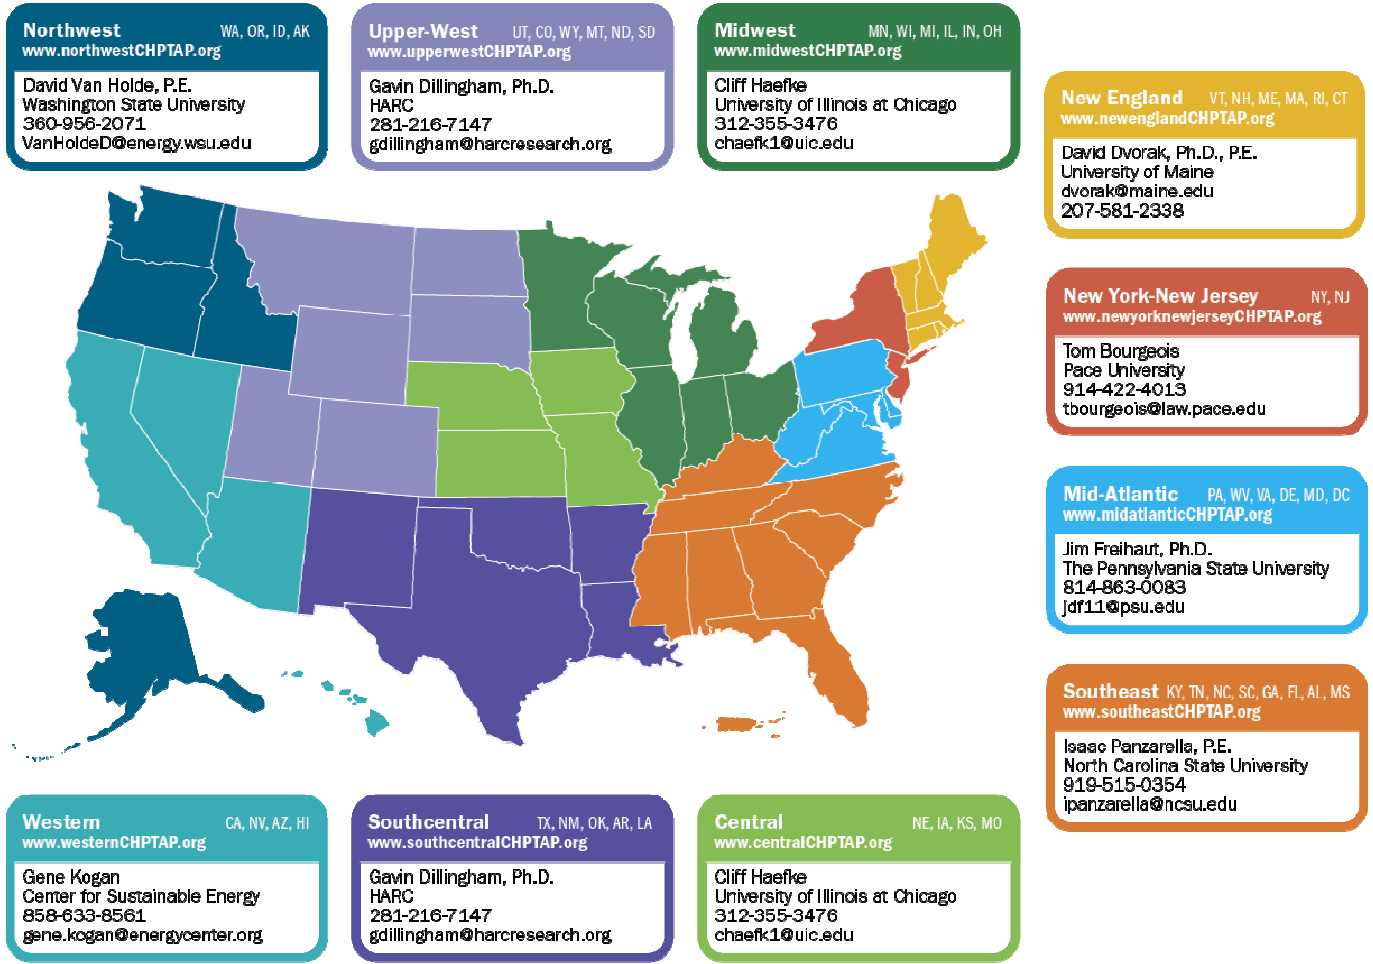 Northwest WA, OR, ID, AK
www.northwestCHPTAP.org
David Van Holde, P.E.
Washington State University
360-956-2071
VanHoldeD@energy.wsu.edu
Upper-West UT, CO, WY, MT, ND, SD
www.upperwestCHPTAP.org
Gavin Dillingham, Ph.D.
HARC
281-216-7147
gdillingham@harcresearch.org
Midwest MN, WI, MI, IL, IN, OH
www.midwestCHPTAP.org
Cliff Haefke
University of Illinois at Chicago
312-355-3476
chaefk1@uic.edu
New England VT, NH, ME, MA, RI, CT
www.newenglandCHPTAP.org
David Dvorak, Ph.D., P.E.
University of Maine
dvorak@maine.edu
207-581-2338
New York-New Jersey NY, NJ
www.newyorknewjerseyCHPTAP.org
Tom Bourgeois
Pace University
914-422-4013
tbourgeois@law.pace.edu
Mid-Atlantic PA, WV, VA, DE, MD, DC
www.midatlanticCHPTAP.org
Jim Freihaut, Ph.D.
The Pennsylvania State University
814-863-0083
jdf11@psu.edu
Southeast KY, TN, NC, SC, GA, FL, AL, MS
www.southeastCHPTAP.org
Isaac Panzarella, P.E.
North Carolina State University
919-515-0354
ipanzarella@ncsu.edu
Western CA, NV, AZ, HI
www.westernCHPTAP.org
Gene Kogan
Center for Sustainable Energy
858-633-8561
gene.kogan@energycenter.org
Southcentral TX, NM, OK, AR, LA
www.southcentralCHPTAP.org
Gavin Dillingham, Ph.D.
HARC
281-216-7147
gdillingham@harcresearch.org
Central NE, IA, KS, MO
www.centralCHPTAP.org
Cliff Haefke
University of Illinois at Chicago
312-355-3476
chaefk1@uic.edu